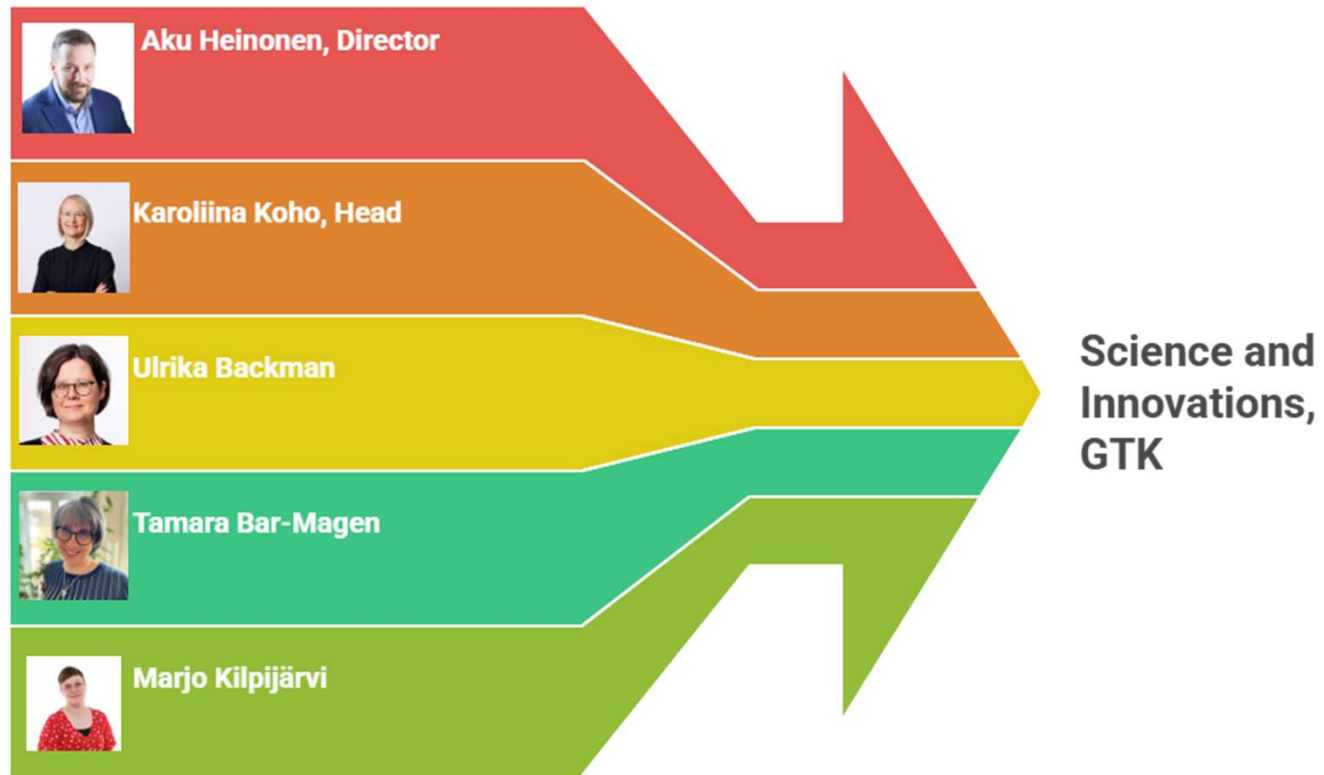 Aku Heinonen, Director
Karoliina Koho, Head
Ulrika Backman
Tamara Bar-Magen
Marjo Kilpijärvi
Science and
Innovations,
GTK